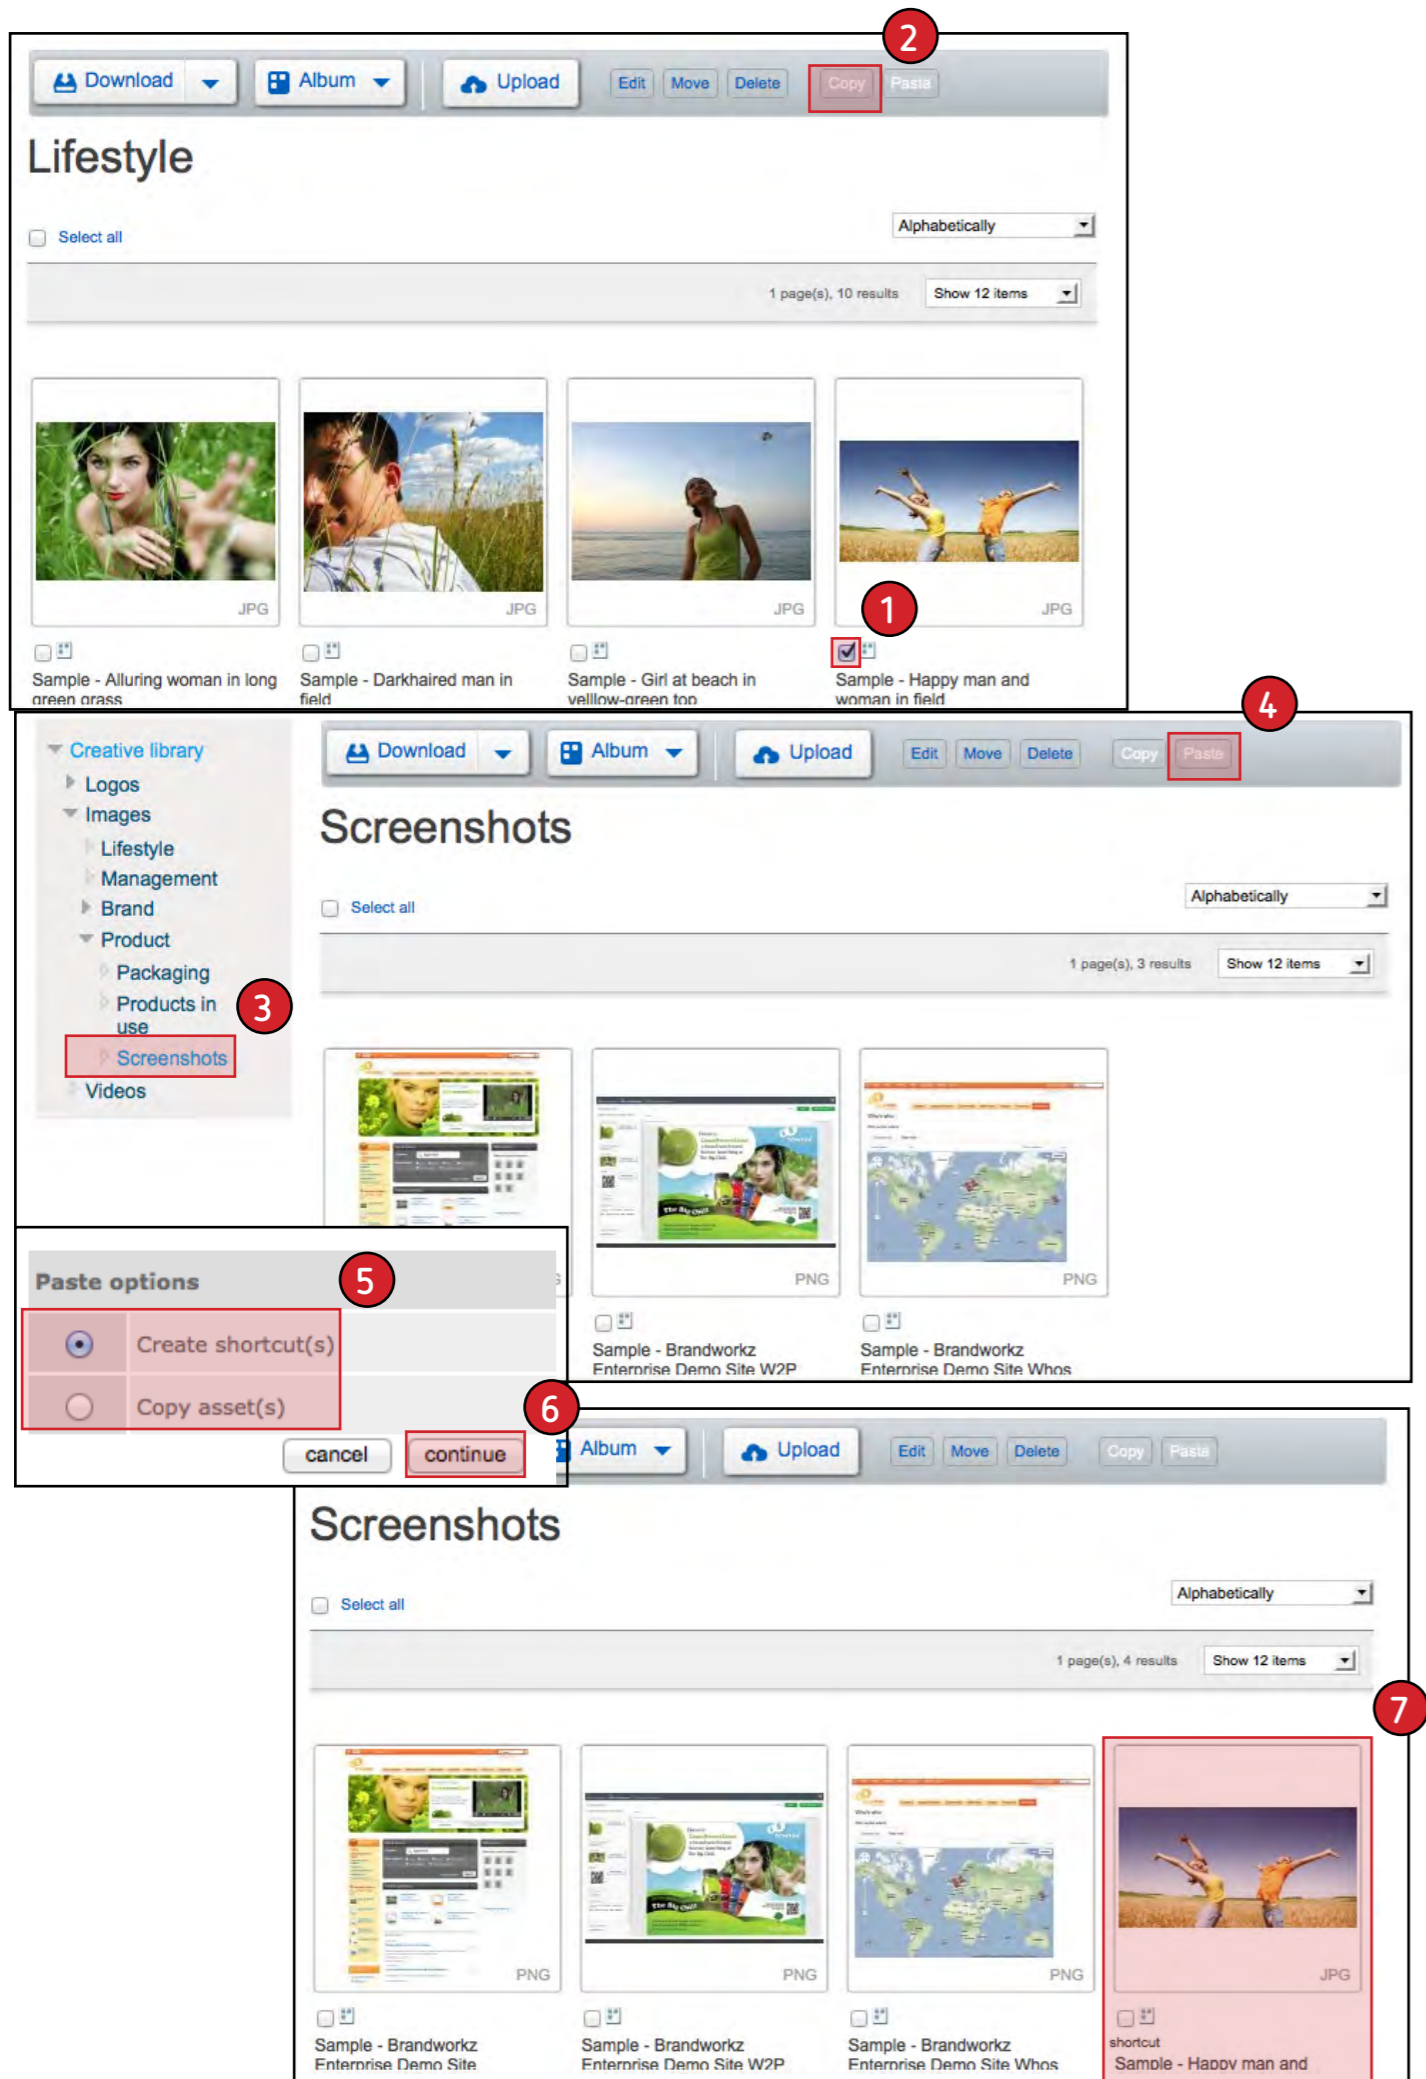 2
Download
Album
Upload
Edit
Move
Delete
Copy
Paste
Lifestyle
Select all
Alphabetically
1 page(s), 10 results
Show 12 items
JPG
JPG
JPG
JPG
1
Sample - Alluring woman in long
green grass
Sample - Darkhaired man in
field
Sample - Girl at beach in
velllow-green top
Sample - Happy man and
woman in field
4
Creative library
Logos
Images
Lifestyle
Management
Brand
Product
Packaging
Products in
use
Screenshots
Videos
3
Download
Album
Upload
Edit
Move
Delete
Copy
Paste
Screenshots
Select all
Alphabetically
1 page(s), 3 results
Show 12 items
PNG
PNG
Sample - Brandworkz
Enterprise Demo Site W2P
Sample - Brandworkz
Enterprise Demo Site Whos
Paste options
5
Create shortcut(s)
Copy asset(s)
6
cancel
continue
Album
Upload
Edit
Move
Delete
Copy
Paste
Screenshots
Select all
Alphabetically
1 page(s), 4 results
Show 12 items
7
PNG
PNG
PNG
JPG
Sample - Brandworkz
Enterprise Demo Site
Sample - Brandworkz
Enterprise Demo Site W2P
Sample - Brandworkz
Enterprise Demo Site Whos
shortcut
Sample - Happy man and